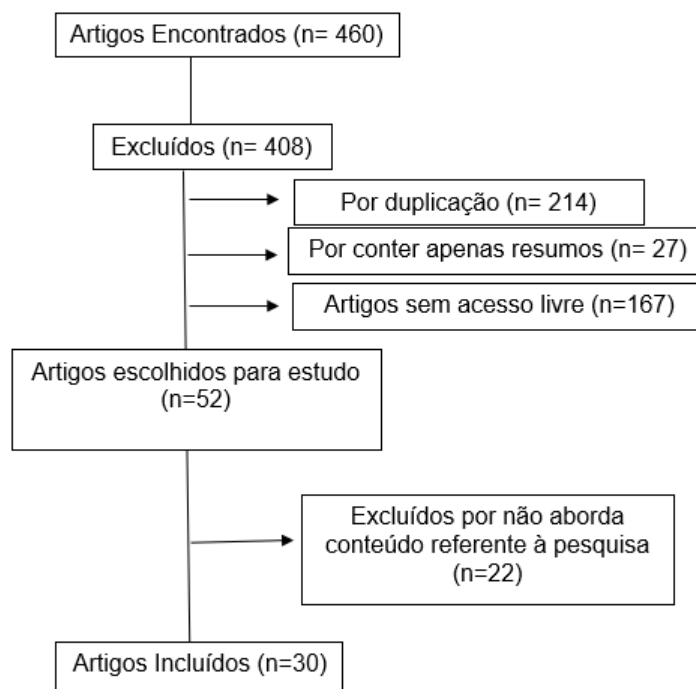 Artigos Encontrados (n= 460)
Excluídos (n= 408)
Por duplicação (n= 214)
Por conter apenas resumos (n= 27)
Artigos sem acesso livre (n=167)
Artigos escolhidos para estudo
(n=52)
Excluídos por não aborda
conteúdo referente à pesquisa
(n=22)
Artigos Incluídos (n=30)